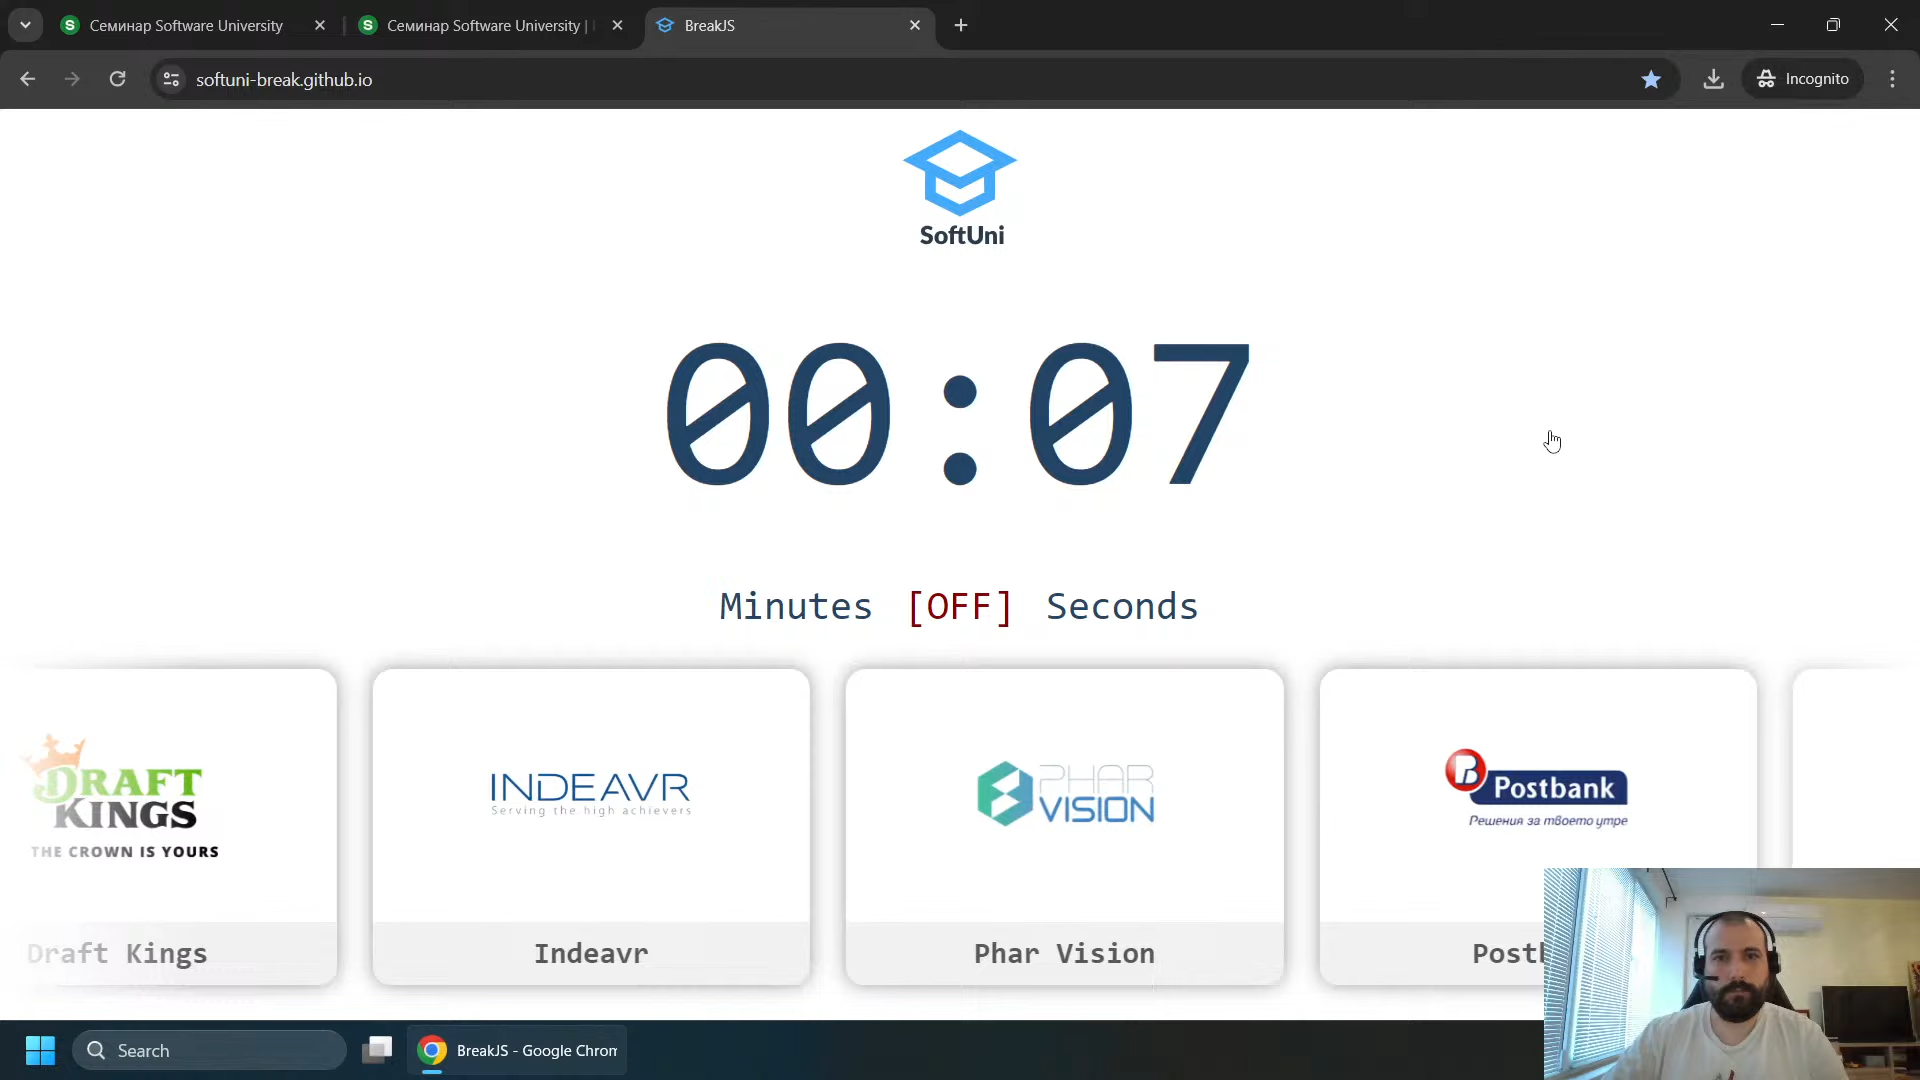 Семинар Software University
Семинар Software University |
BreakJS
softuni-break.github.io
Incognito
SoftUni
00:07
Minutes [OFF] Seconds
DRAFT
KINGS
THE CROWN IS YOURS
INDEAVR
Serving the high achievers
PHAR
VISION
Postbank
Решения за твоето утре
Draft Kings
Indeavr
Phar Vision
Search
BreakJS - Google Chrom